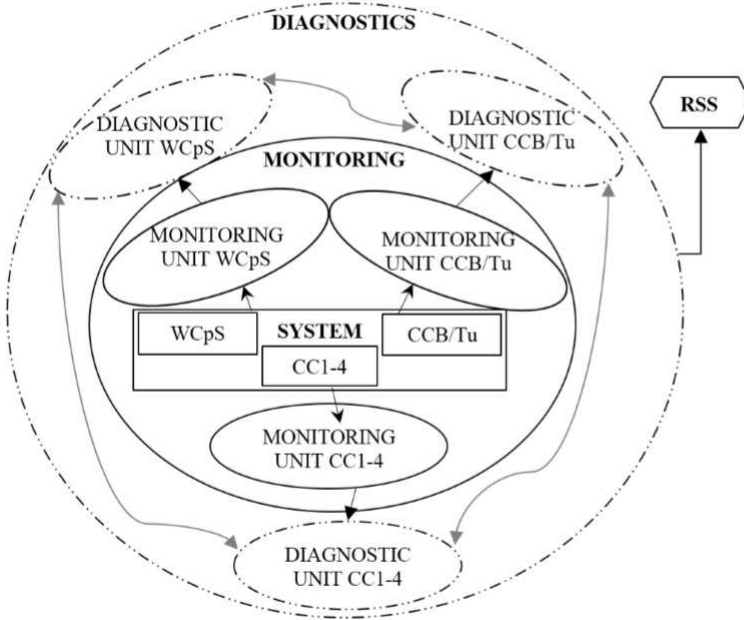 DIAGNOSTICS
DIAGNOSTIC
UNIT WCpS
DIAGNOSTIC
UNIT CCB/Tu
RSS
MONITORING
MONITORING
UNIT WCpS
MONITORING
UNIT CCB/Tu
SYSTEM
WCpS
CCB/Tu
CC1-4
MONITORING
UNIT CC1-4
DIAGNOSTIC
UNIT CC1-4